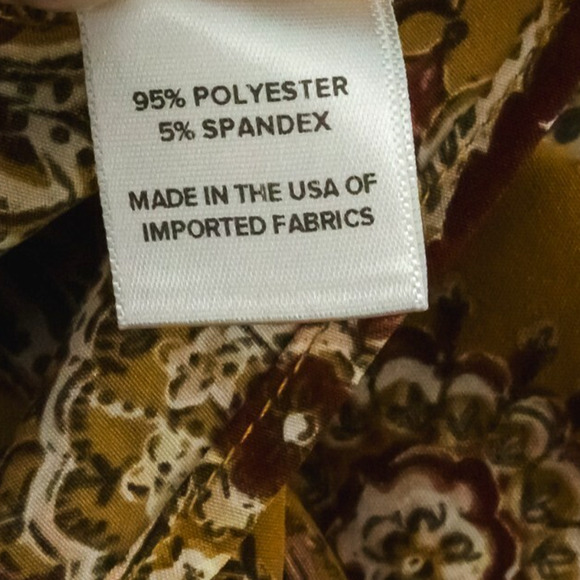 95% POLYESTER
5% SPANDEX
MADE IN THE USA OF
IMPORTED FABRICS